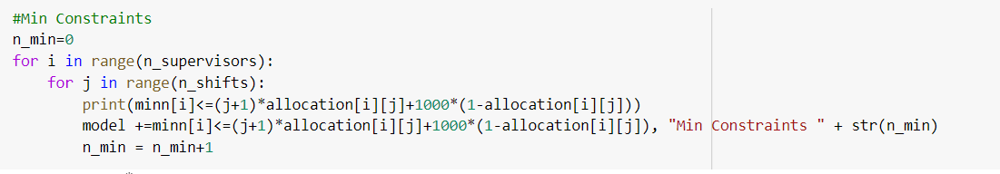 #Min Constraints
n_min=0
for i in range(n_supervisors):
    for j in range(n_shifts):
        print(minn[i]<=(j+1)*allocation[i][j]+1000*(1-allocation[i][j]))
        model +=minn[i]<=(j+1)*allocation[i][j]+1000*(1-allocation[i][j]), "Min Constraints " + str(n_min)
        n_min = n_min+1